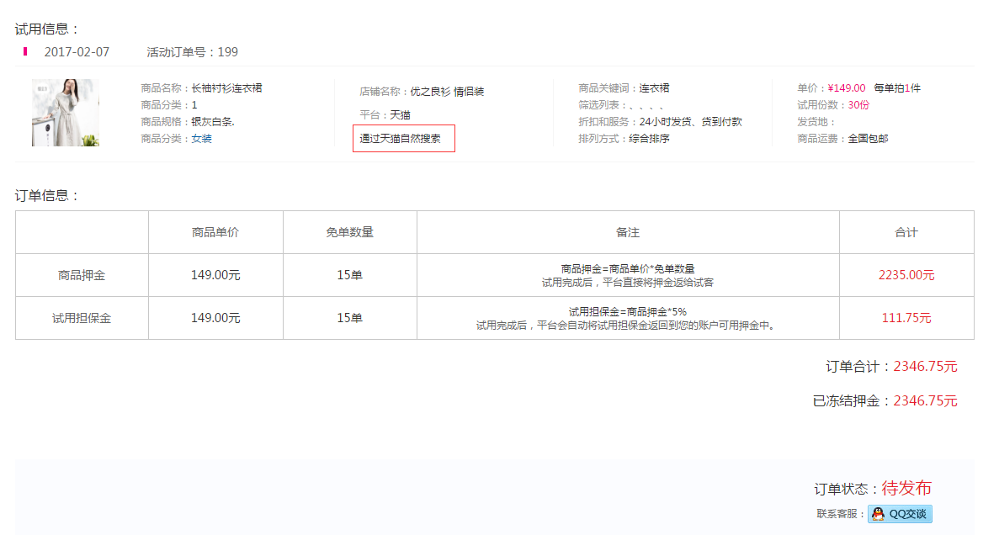 试用信息：
2017-02-07 活动订单号：199
商品名称：长袖衬衫连衣裙
商品分类：1
商品规格：银灰白条.
商品分类：女装
店铺名称：优之良衫 情侣装
平台：天猫
通过天猫自然搜索
商品关键词：连衣裙
筛选列表：、、、、
折扣和服务：24小时发货、货到付款
排列方式：综合排序
单价：¥149.00 每单拍1件
试用份数：30份
发货地：
商品运费：全国包邮
订单信息：
商品单价 免单数量 备注 合计
商品押金 149.00元 15单 商品押金=商品单价*免单数量 2235.00元
试用完成后，平台直接将押金返给试客
试用担保金 149.00元 15单 试用担保金=商品押金*5% 111.75元
试用完成后，平台会自动将试用担保金返回到您的账户可用押金中。
订单合计：2346.75元
已冻结押金：2346.75元
订单状态：待发布
联系客服：QQ交谈